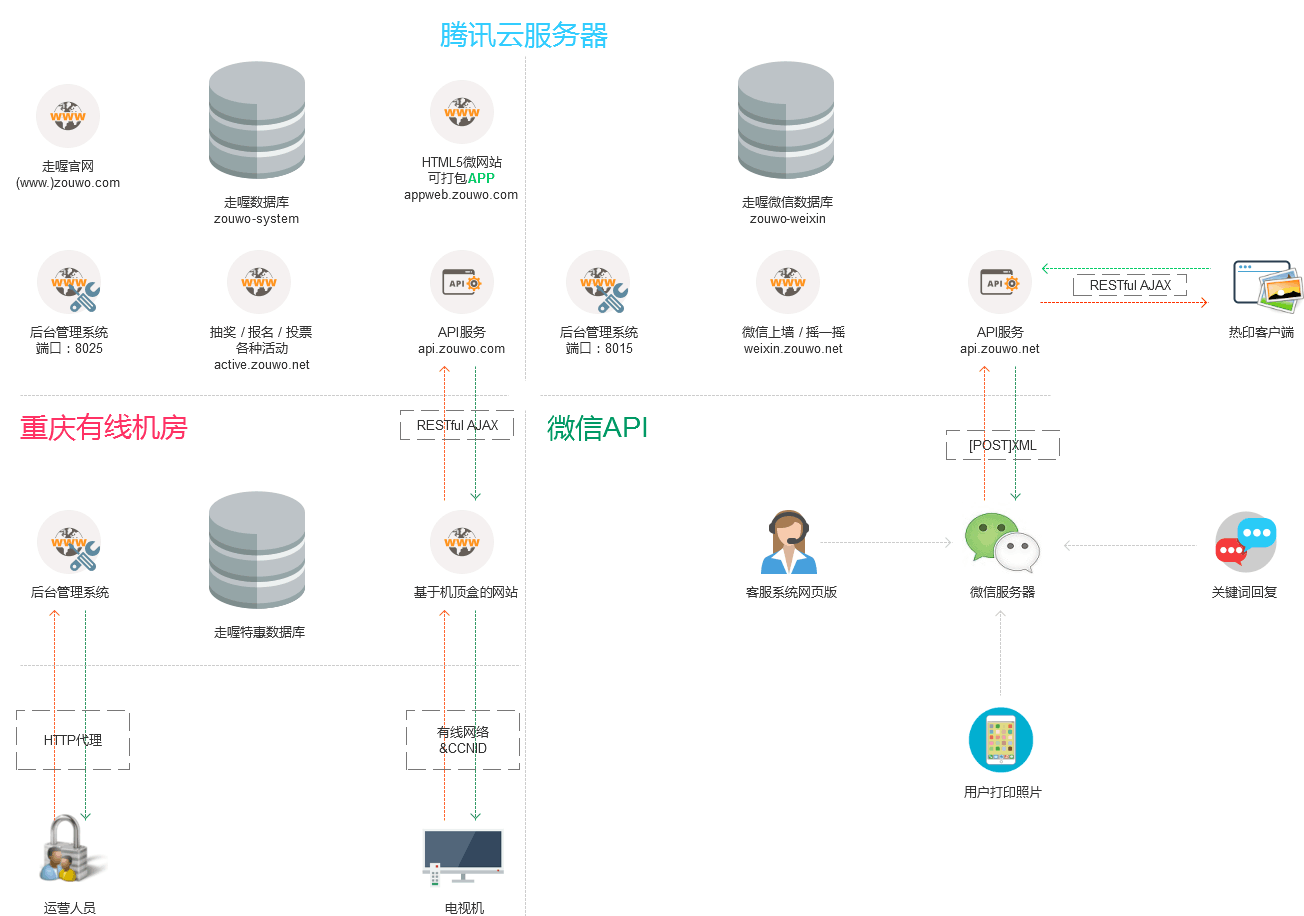 腾讯云服务器
www
走喔官网
(www.)zouwo.com
走喔数据库
zouwo-system
www
HTML5微网站
可打包APP
appweb.zouwo.com
走喔微信数据库
zouwo-weixin
www
后台管理系统
端口：8025
www
抽奖 / 报名 / 投票
各种活动
active.zouwo.net
API
API服务
api.zouwo.com
www
后台管理系统
端口：8015
www
微信上墙 / 摇一摇
weixin.zouwo.net
API
API服务
api.zouwo.net
RESTful AJAX
热印客户端
重庆有线机房
RESTful AJAX
微信API
[POST]XML
www
后台管理系统
走喔特惠数据库
www
基于机顶盒的网站
客服系统网页版
微信服务器
关键词回复
HTTP代理
有线网络
&CCNID
用户打印照片
运营人员
电视机